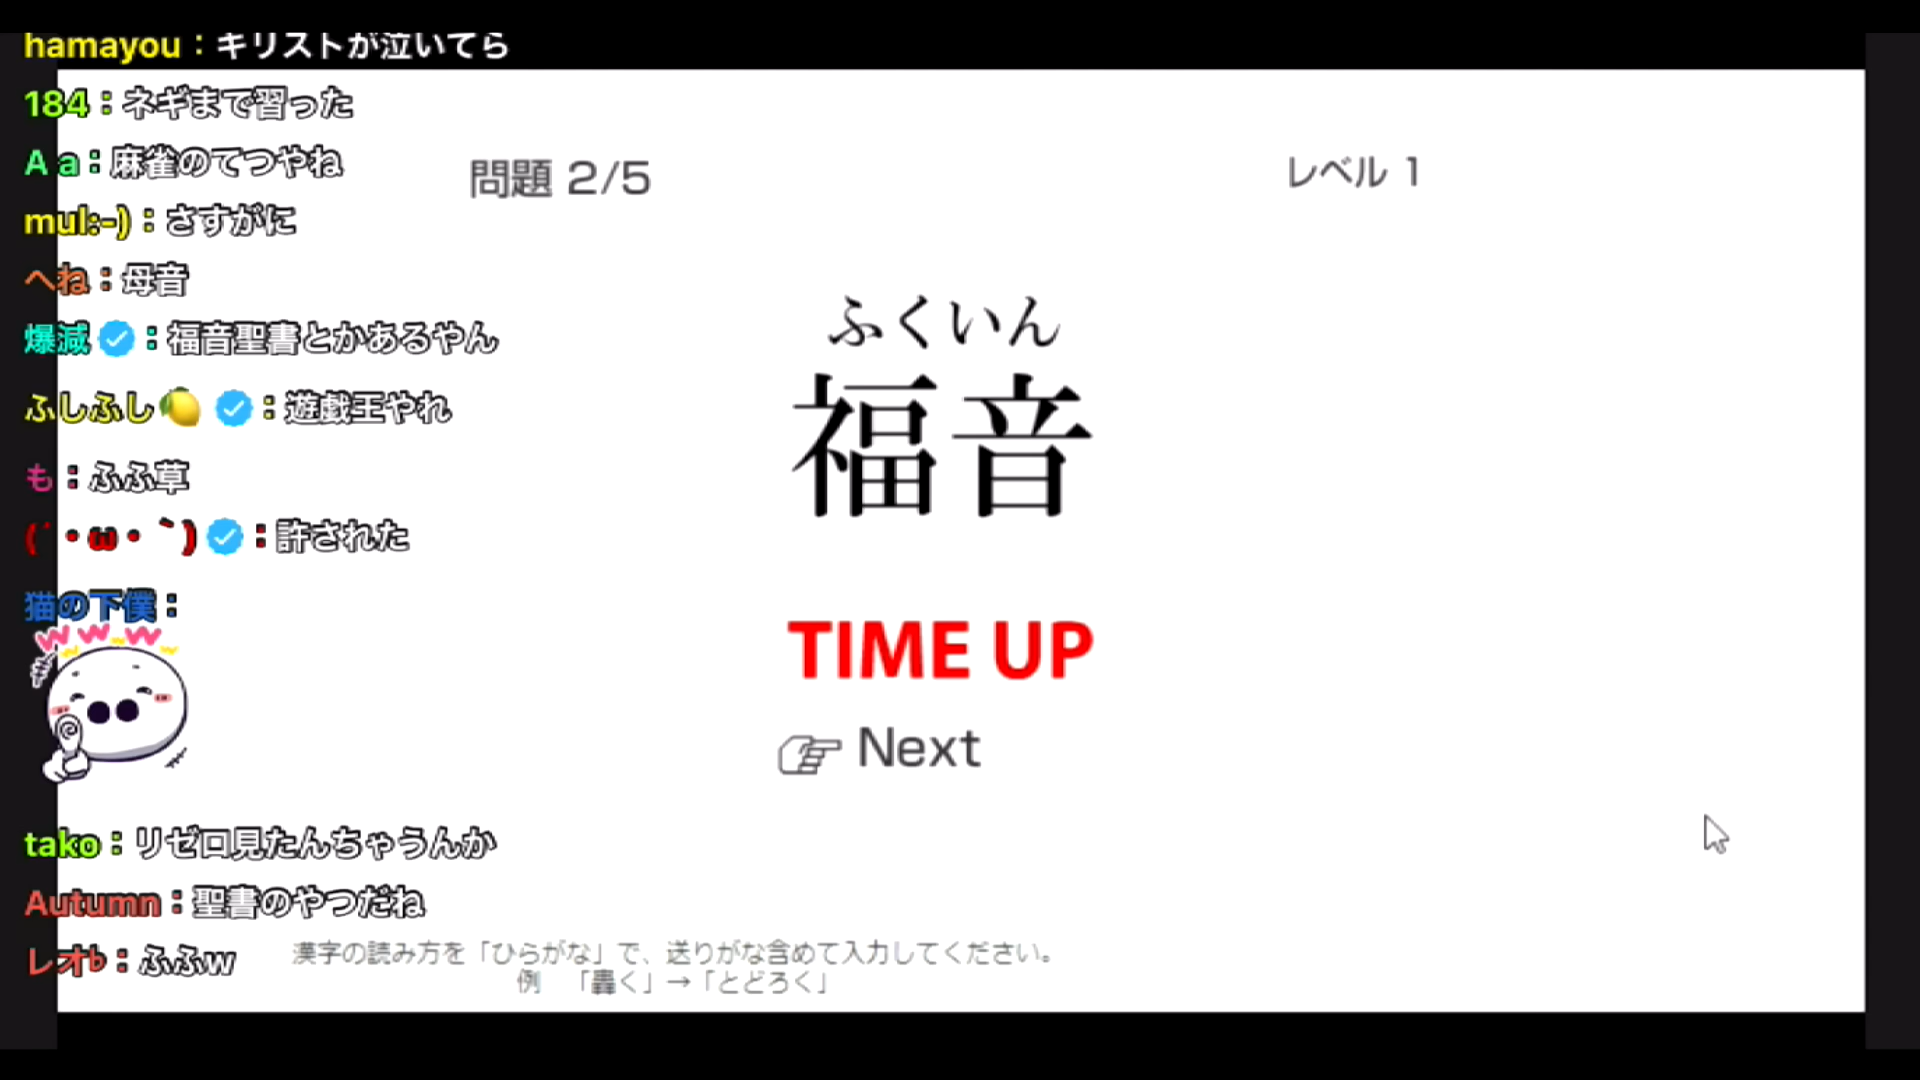 hamayou：キリストが泣いてら
184：ネギまで習った
A a：麻雀のてつやね
mul:-)：さすがに
へね：母音
爆減：福音聖書とかあるやん
ふしふし🍋：遊戯王やれ
も：ふふ草
(´・ω・｀)：許された
猫の下僕：
w w w
tako：リゼロ見たんちゃうんか
Autumn：聖書のやつだね
レオb：ふふw
問題 2/5
レベル 1
ふくいん
福音
TIME UP
☞ Next
漢字の読み方を「ひらがな」で、送りがな含めて入力してください。
例　「轟く」→「とどろく」